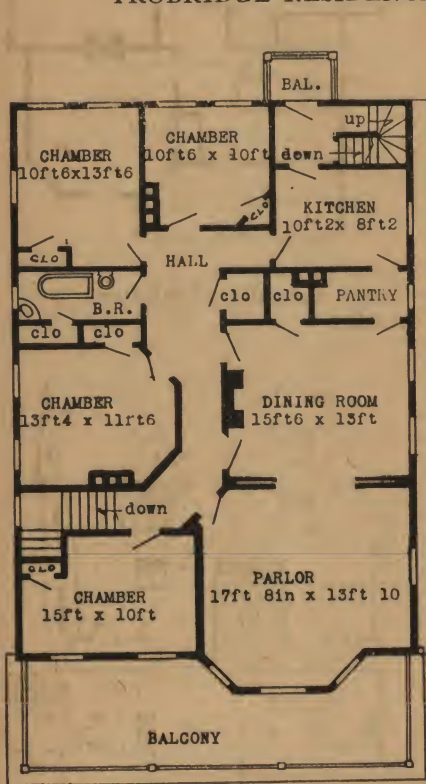 BAL.
up
down
CHAMBER
10ft6x13ft6
CHAMBER
10ft6 x 10ft
CLO
KITCHEN
10ft2x 8ft2
CLO
HALL
B.R.
clo
clo
PANTRY
clo
clo
CHAMBER
13ft4 x 11rt6
DINING ROOM
15ft6 x 13ft
down
CLO
CHAMBER
15ft x 10ft
PARLOR
17ft 8in x 13ft 10
BALCONY